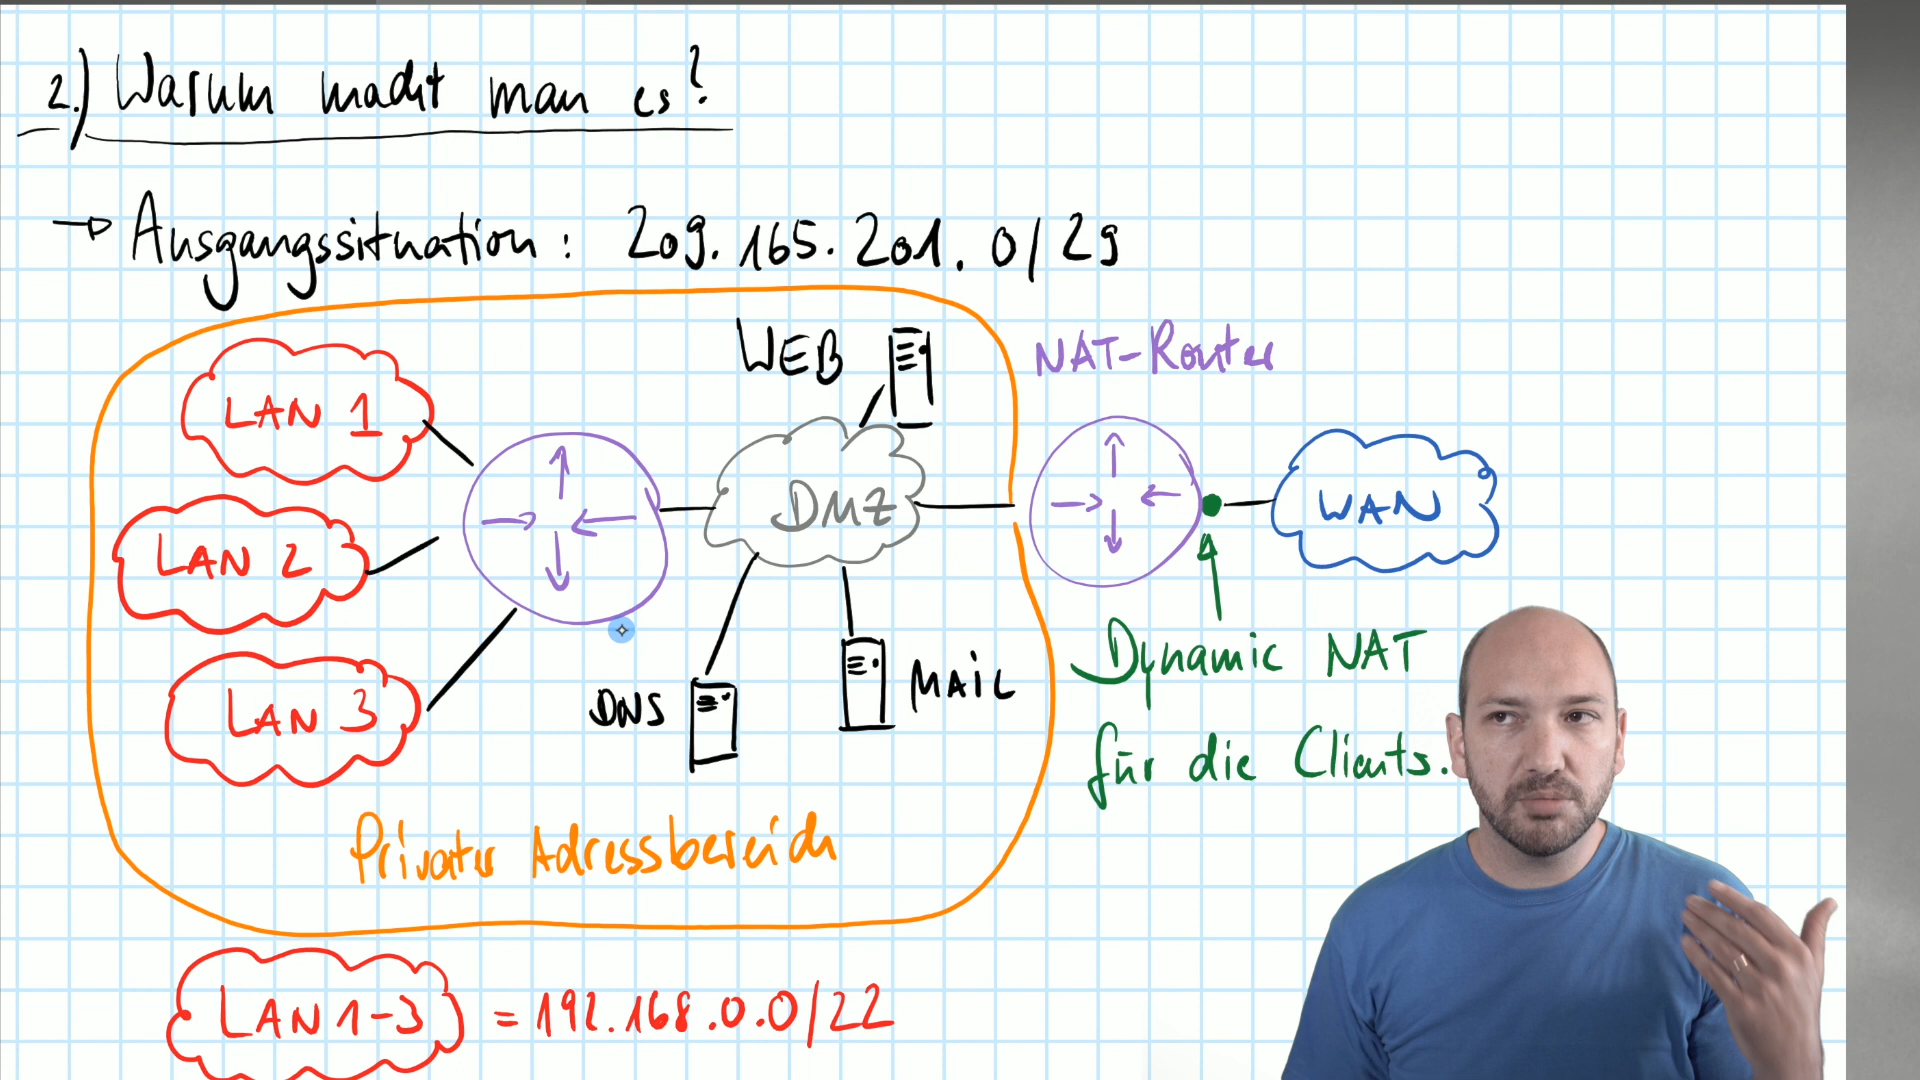 2.) Warum macht man es?
→ Ausgangssituation: 209.165.201.0/29
WEB
NAT-Router
LAN 1
DMZ
WAN
LAN 2
Dynamic NAT
für die Clients.
DNS
MAIL
LAN 3
Privater Adressbereich
LAN 1-3 = 192.168.0.0/22